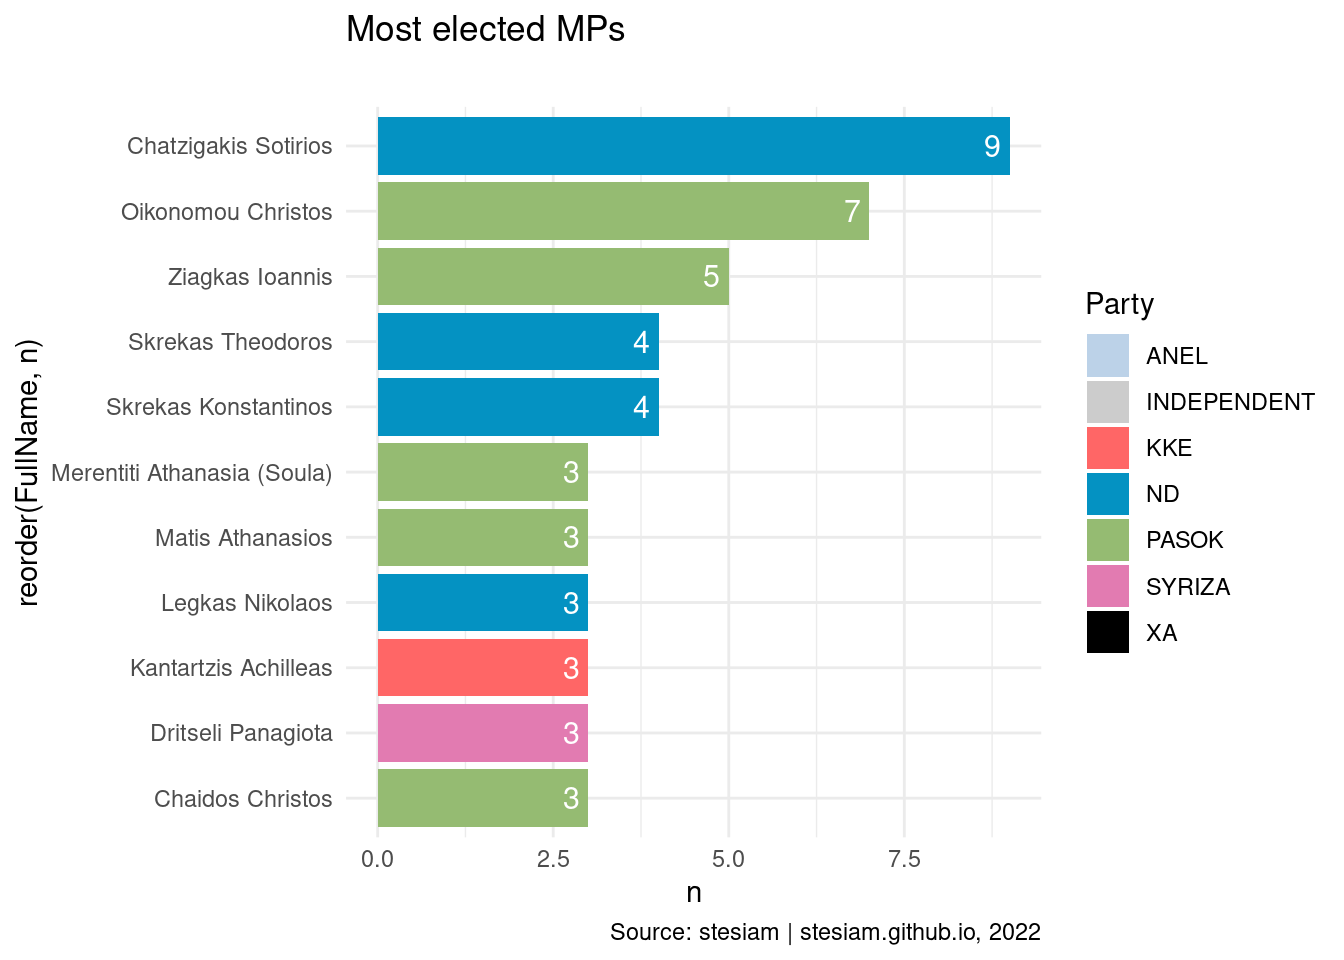 Most elected MPs
reorder(FullName, n)
Chatzigakis Sotirios 9
Oikonomou Christos 7
Ziagkas Ioannis 5
Skrekas Theodoros 4
Skrekas Konstantinos 4
Merentiti Athanasia (Soula) 3
Matis Athanasios 3
Legkas Nikolaos 3
Kantartzis Achilleas 3
Dritseli Panagiota 3
Chaidos Christos 3
0.0 2.5 5.0 7.5
n
Party
ANEL
INDEPENDENT
KKE
ND
PASOK
SYRIZA
XA
Source: stesiam | stesiam.github.io, 2022